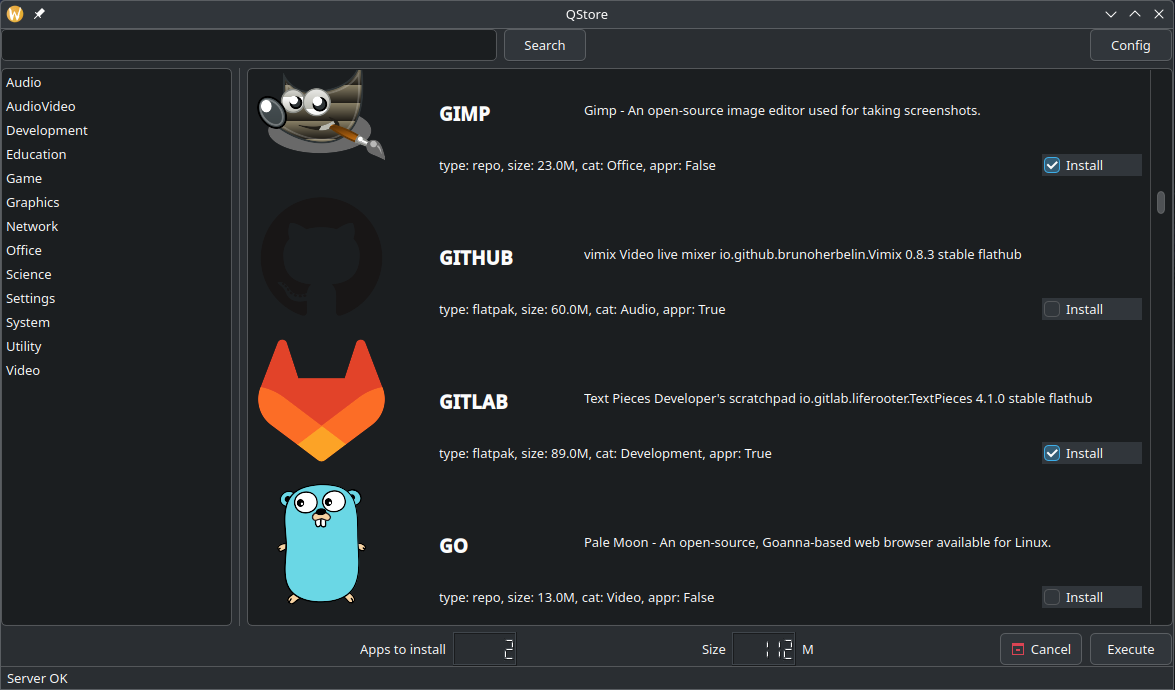 W
QStore
Search
Config
Audio
AudioVideo
Development
Education
Game
Graphics
Network
Office
Science
Settings
System
Utility
Video
GIMP
Gimp - An open-source image editor used for taking screenshots.
type: repo, size: 23.0M, cat: Office, appr: False
Install
GITHUB
vimix Video live mixer io.github.brunoherbelin.Vimix 0.8.3 stable flathub
type: flatpak, size: 60.0M, cat: Audio, appr: True
Install
GITLAB
Text Pieces Developer's scratchpad io.gitlab.liferooter.TextPieces 4.1.0 stable flathub
type: flatpak, size: 89.0M, cat: Development, appr: True
Install
GO
Pale Moon - An open-source, Goanna-based web browser available for Linux.
type: repo, size: 13.0M, cat: Video, appr: False
Install
Apps to install 2
Size 112 M
Cancel
Execute
Server OK